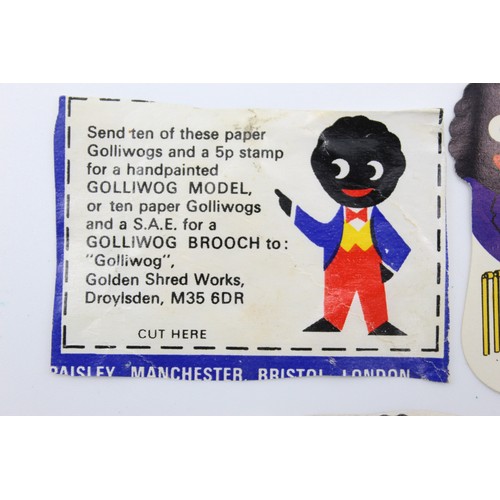 Send ten of these paper
Golliwogs and a 5p stamp
for a handpainted
GOLLIWOG MODEL,
or ten paper Golliwogs
and a S.A.E. for a
GOLLIWOG BROOCH to:
"Golliwog",
Golden Shred Works,
Droylsden, M35 6DR
CUT HERE
PAISLEY, MANCHESTER, BRISTOL, LONDON